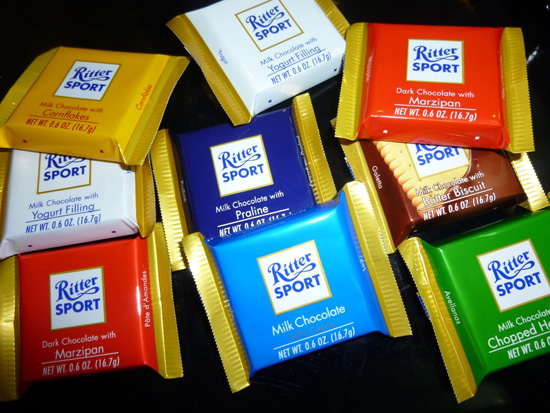 Ritter
SPORT
Milk Chocolate with
Yogurt Filling
NET WT. 0.6 OZ. (16.7g)
Yogurt
Ritter
SPORT
Milk Chocolate with
Cornflakes
NET WT. 0.6 OZ. (16.7g)
Cornflakes
Ritter
SPORT
Dark Chocolate with
Marzipan
NET WT. 0.6 OZ. (16.7g)
Ritter
SPORT
Milk Chocolate with
Yogurt Filling
NET WT. 0.6 OZ. (16.7g)
Ritter
SPORT
Milk Chocolate with
Praline
NET WT. 0.6 OZ. (16.7g)
SPORT
Milk Chocolate with
Butter Biscuit
NET WT. 0.6 OZ. (16.7g)
Ritter
SPORT
Dark Chocolate with
Marzipan
NET WT. 0.6 OZ. (16.7g)
Pâte d'Amandes
Ritter
SPORT
Milk Chocolate
NET WT. 0.6 OZ. (16.7g)
Ritter
SPORT
Milk Chocolate with
Chopped H
NET WT. 0.6 OZ. (16.7g)
Avellanas